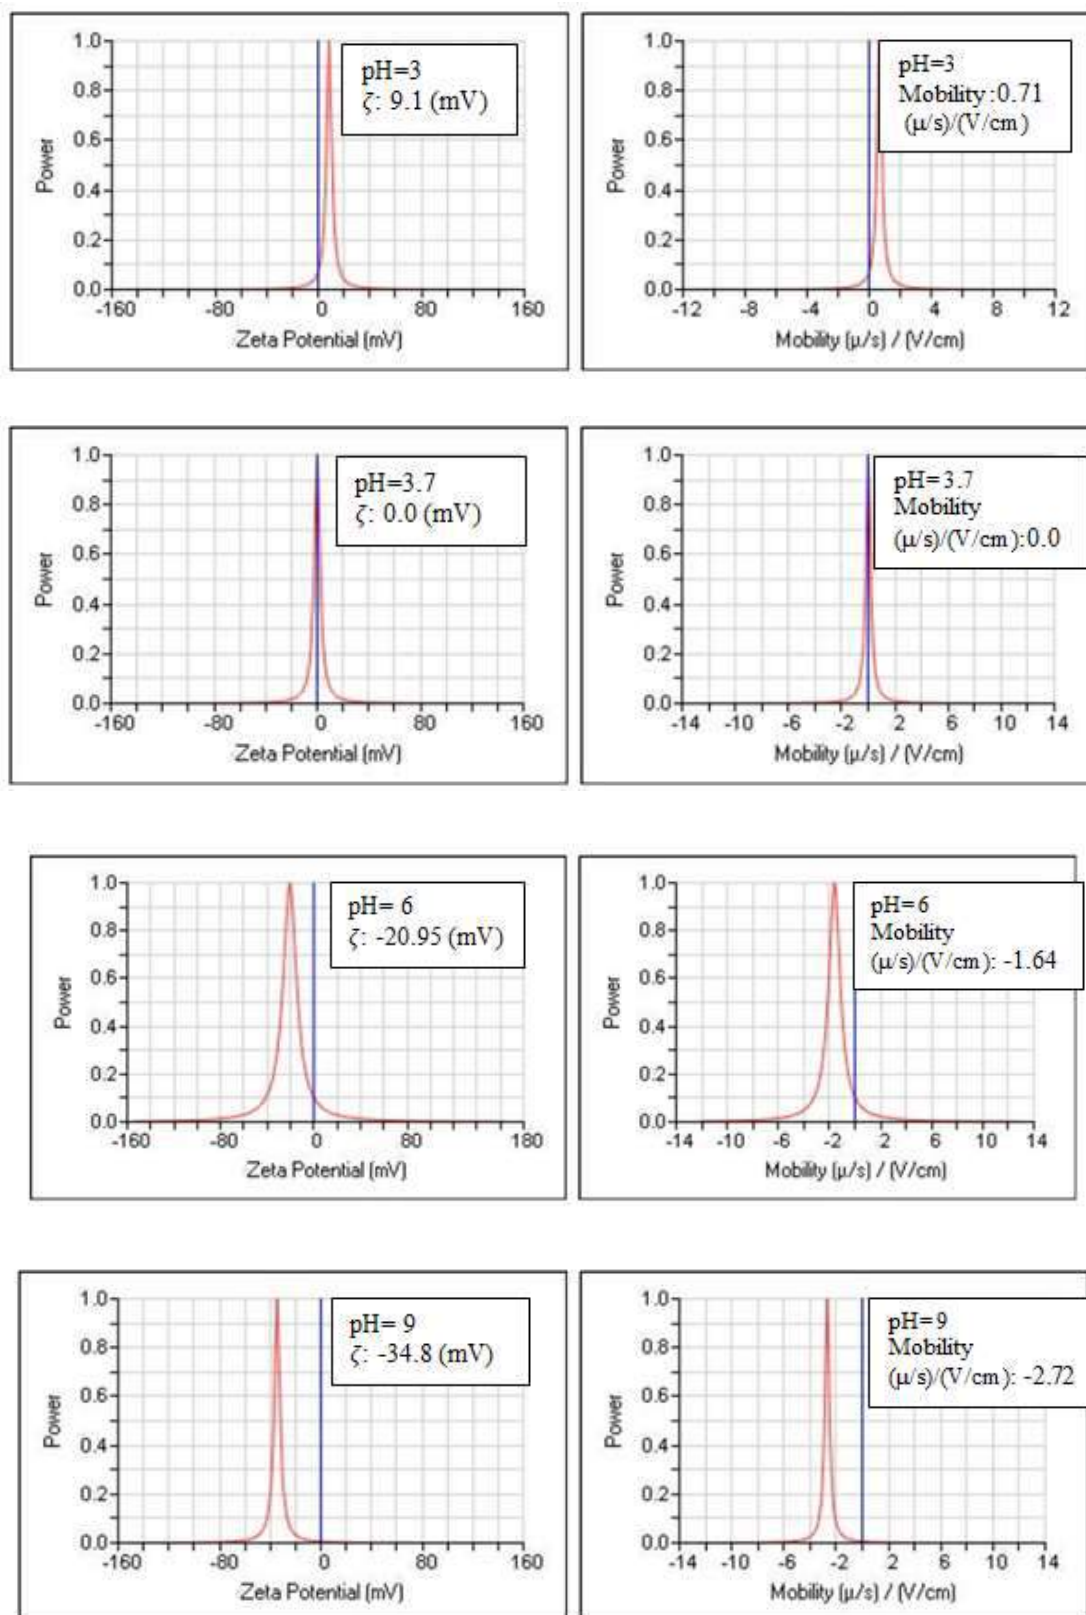 1.0
0.8
0.6
0.4
0.2
0.0
Power
pH=3
ζ: 9.1 (mV)
-160 -80 0 80 160
Zeta Potential (mV)
1.0
0.8
0.6
0.4
0.2
0.0
Power
pH=3
Mobility:0.71
(μ/s)/(V/cm)
-12 -8 -4 0 4 8 12
Mobility (μ/s) / (V/cm)
1.0
0.8
0.6
0.4
0.2
0.0
Power
pH=3.7
ζ: 0.0 (mV)
-160 -80 0 80 160
Zeta Potential (mV)
1.0
0.8
0.6
0.4
0.2
0.0
Power
pH=3.7
Mobility
(μ/s)/(V/cm):0.0
-14 -10 -6 -2 2 6 10 14
Mobility (μ/s) / (V/cm)
1.0
0.8
0.6
0.4
0.2
0.0
Power
pH= 6
ζ: -20.95 (mV)
-160 -80 0 80 180
Zeta Potential (mV)
1.0
0.8
0.6
0.4
0.2
0.0
Power
pH=6
Mobility
(μ/s)/(V/cm): -1.64
-14 -10 -6 -2 2 6 10 14
Mobility (μ/s) / (V/cm)
1.0
0.8
0.6
0.4
0.2
0.0
Power
pH= 9
ζ: -34.8 (mV)
-160 -80 0 80 160
Zeta Potential (mV)
1.0
0.8
0.6
0.4
0.2
0.0
Power
pH=9
Mobility
(μ/s)/(V/cm): -2.72
-14 -10 -6 -2 2 6 10 14
Mobility (μ/s) / (V/cm)